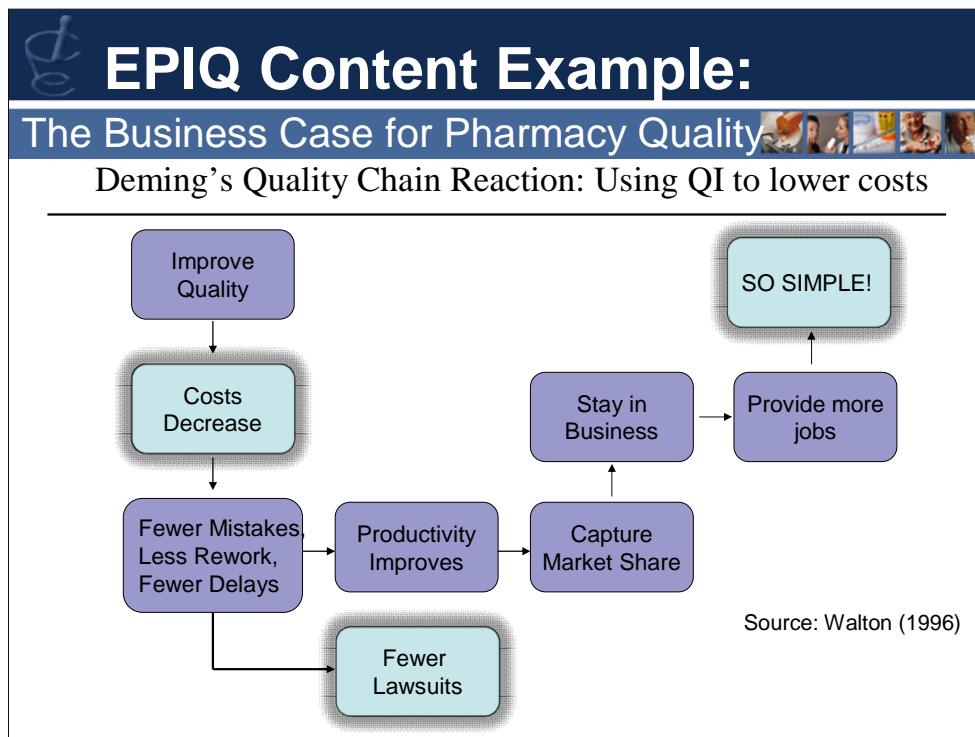 EPIQ Content Example:
The Business Case for Pharmacy Quality
Deming’s Quality Chain Reaction: Using QI to lower costs
Improve
Quality
Costs
Decrease
Fewer Mistakes,
Less Rework,
Fewer Delays
Productivity
Improves
Capture
Market Share
Stay in
Business
Provide more
jobs
SO SIMPLE!
Fewer
Lawsuits
Source: Walton (1996)